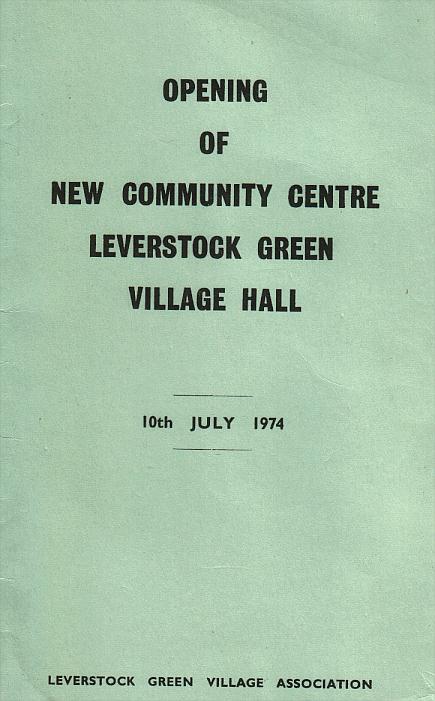 OPENING
OF
NEW COMMUNITY CENTRE
LEVERSTOCK GREEN
VILLAGE HALL
10th JULY 1974
LEVERSTOCK GREEN VILLAGE ASSOCIATION